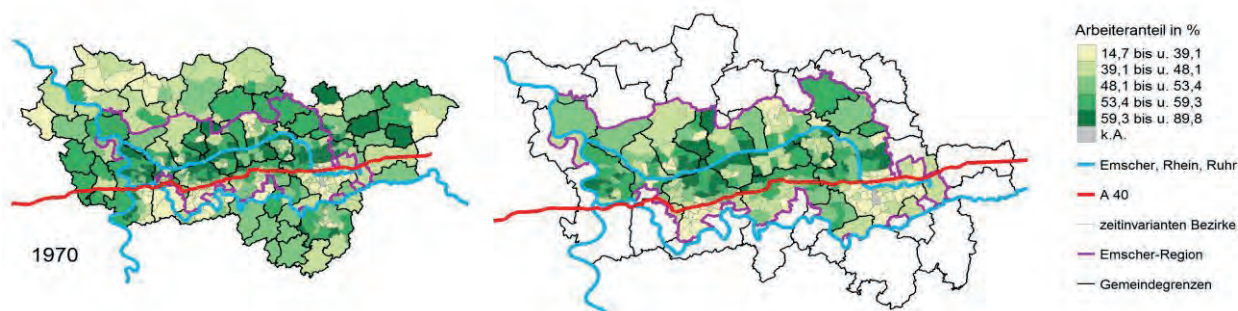 Arbeiteranteil in %
14,7 bis u. 39,1
39,1 bis u. 48,1
48,1 bis u. 53,4
53,4 bis u. 59,3
59,3 bis u. 89,8
k.A.
Emscher, Rhein, Ruhr
A 40
zeitinvarianten Bezirke
Emscher-Region
Gemeindegrenzen
1970